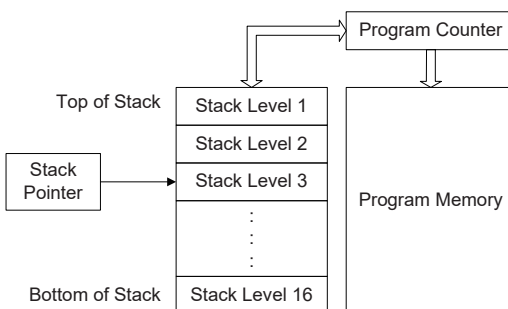 Program Counter
Top of Stack
Stack Level 1
Stack Level 2
Stack
Pointer
Stack Level 3
Program Memory
Bottom of Stack
Stack Level 16